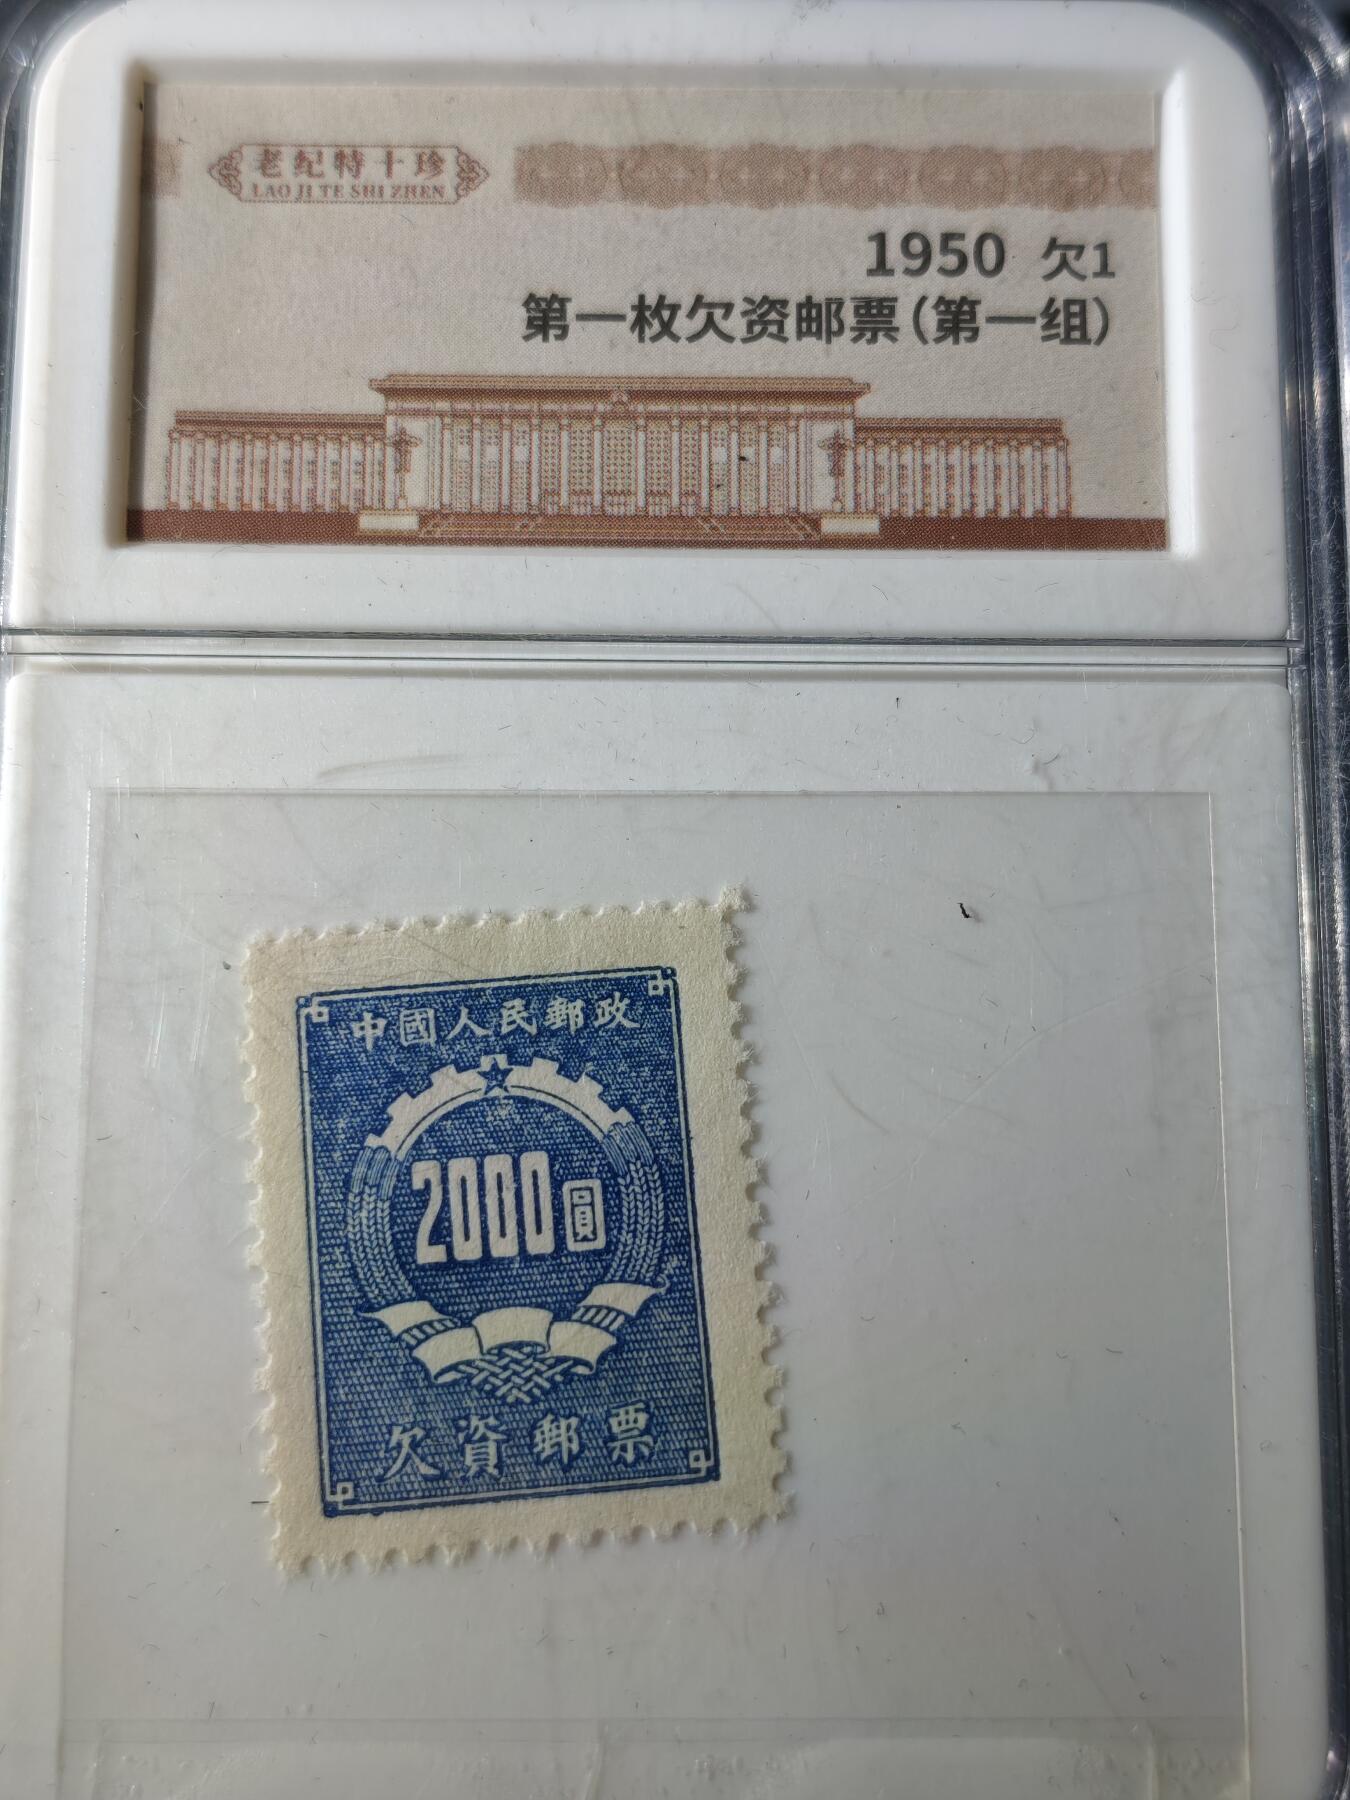 老纪特十珍
LAO JI TE SHI ZHEN
1950 欠1
第一枚欠资邮票(第一组)
中國人民郵政
2000圓
欠資郵票